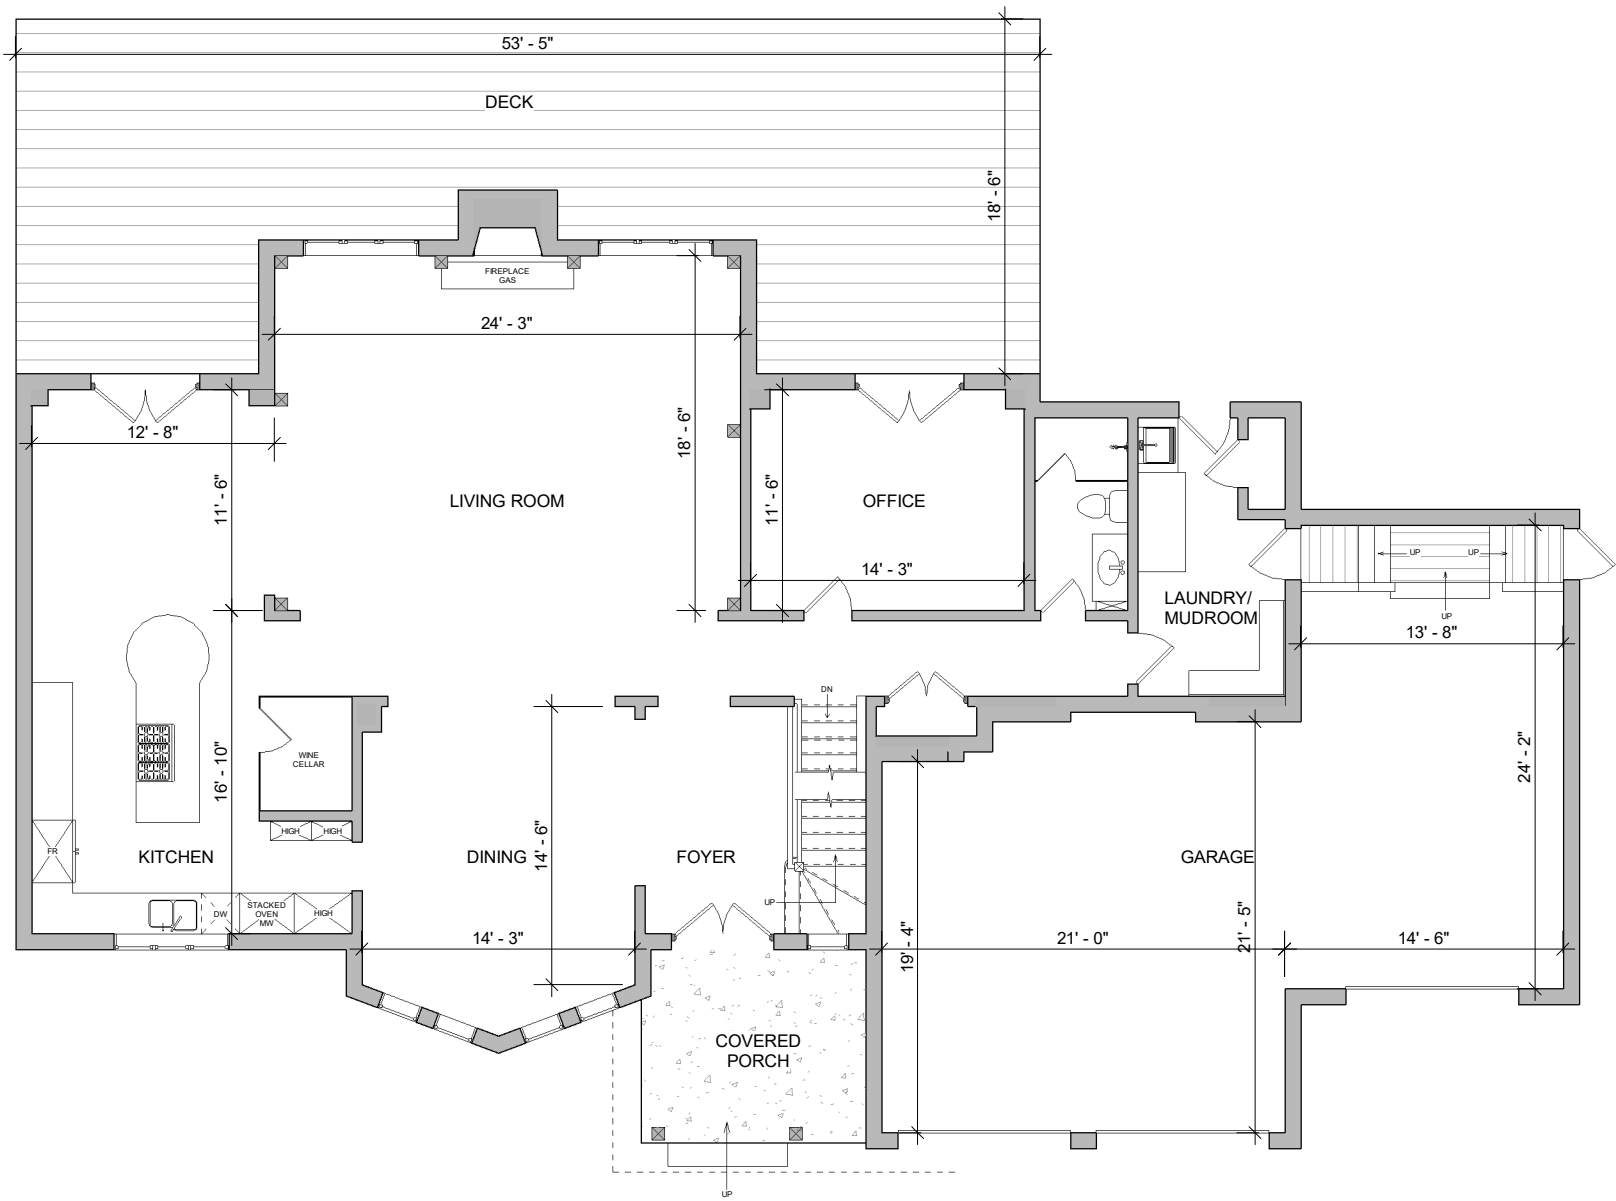 53' - 5"
DECK
18' - 6"
FIREPLACE
GAS
24' - 3"
12' - 8"
18' - 6"
11' - 6"
LIVING ROOM
11' - 6"
OFFICE
14' - 3"
UP
UP
UP
LAUNDRY/
MUDROOM
13' - 8"
DN
WINE
CELLAR
16' - 10"
24' - 2"
HIGH
HIGH
FR
KITCHEN
DINING
14' - 6"
FOYER
GARAGE
UP
DW
STACKED
OVEN
MW
HIGH
14' - 3"
19' - 4"
21' - 0"
21' - 5"
14' - 6"
COVERED
PORCH
UP